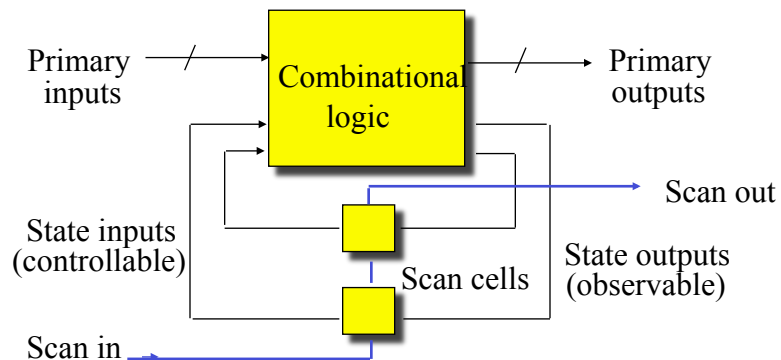 Primary
inputs
Combinational
logic
Primary
outputs
Scan out
State inputs
(controllable)
Scan cells
State outputs
(observable)
Scan in